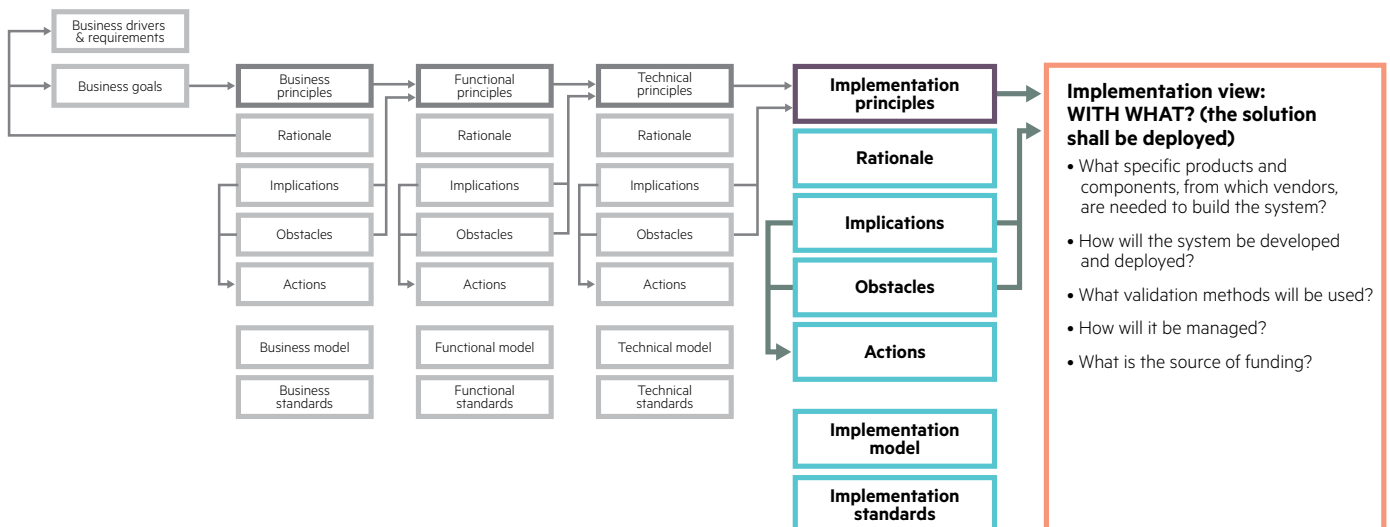 Business drivers
& requirements
Business goals
Business
principles
Rationale
Implications
Obstacles
Actions
Business model
Business
standards
Functional
principles
Rationale
Implications
Obstacles
Actions
Functional model
Functional
standards
Technical
principles
Rationale
Implications
Obstacles
Actions
Technical model
Technical
standards
Implementation
principles
Rationale
Implications
Obstacles
Actions
Implementation
model
Implementation
standards
Implementation view:
WITH WHAT? (the solution
shall be deployed)
• What specific products and
components, from which vendors,
are needed to build the system?
• How will the system be developed
and deployed?
• What validation methods will be used?
• How will it be managed?
• What is the source of funding?